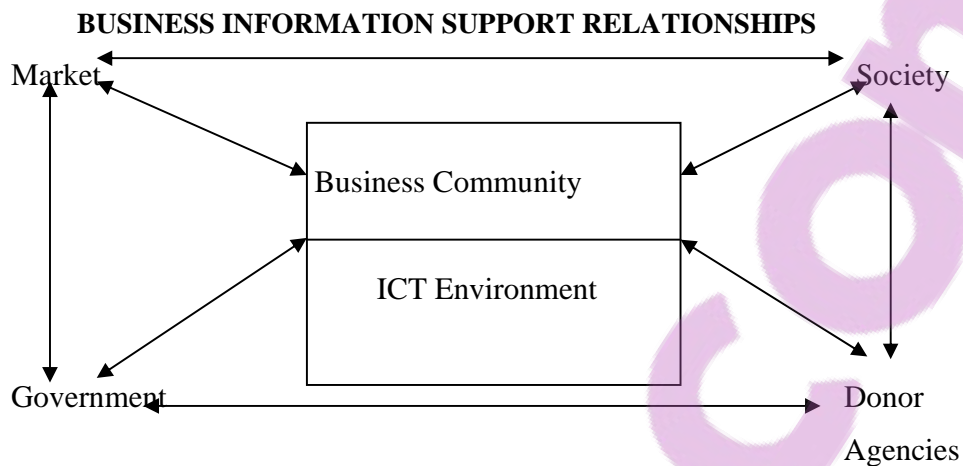 BUSINESS INFORMATION SUPPORT RELATIONSHIPS
Market
Society
Business Community
ICT Environment
Government
Donor
Agencies